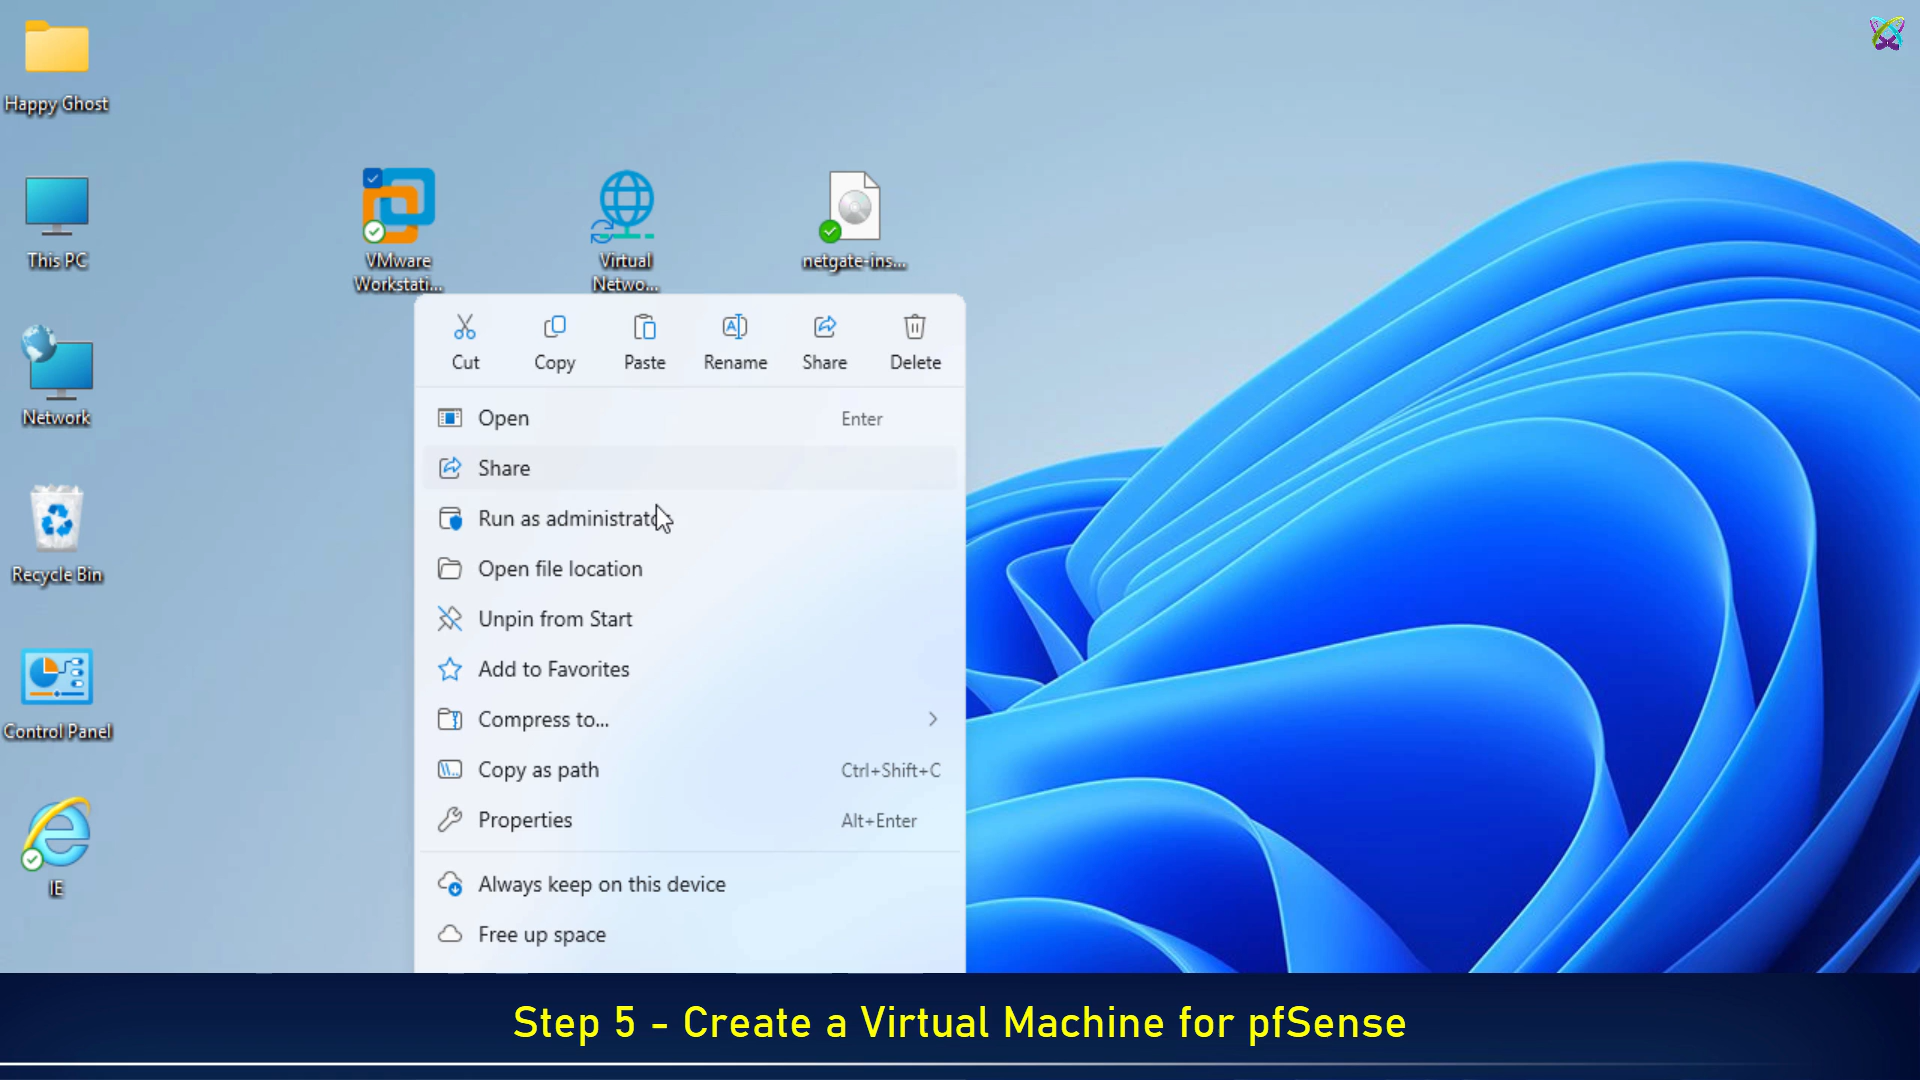 Happy Ghost
This PC
Network
Recycle Bin
Control Panel
IE
VMware
Workstati...
Virtual
Netwo...
netgate-ins...
Cut
Copy
Paste
Rename
Share
Delete
Open Enter
Share
Run as administrator
Open file location
Unpin from Start
Add to Favorites
Compress to...
Copy as path Ctrl+Shift+C
Properties Alt+Enter
Always keep on this device
Free up space
Step 5 - Create a Virtual Machine for pfSense